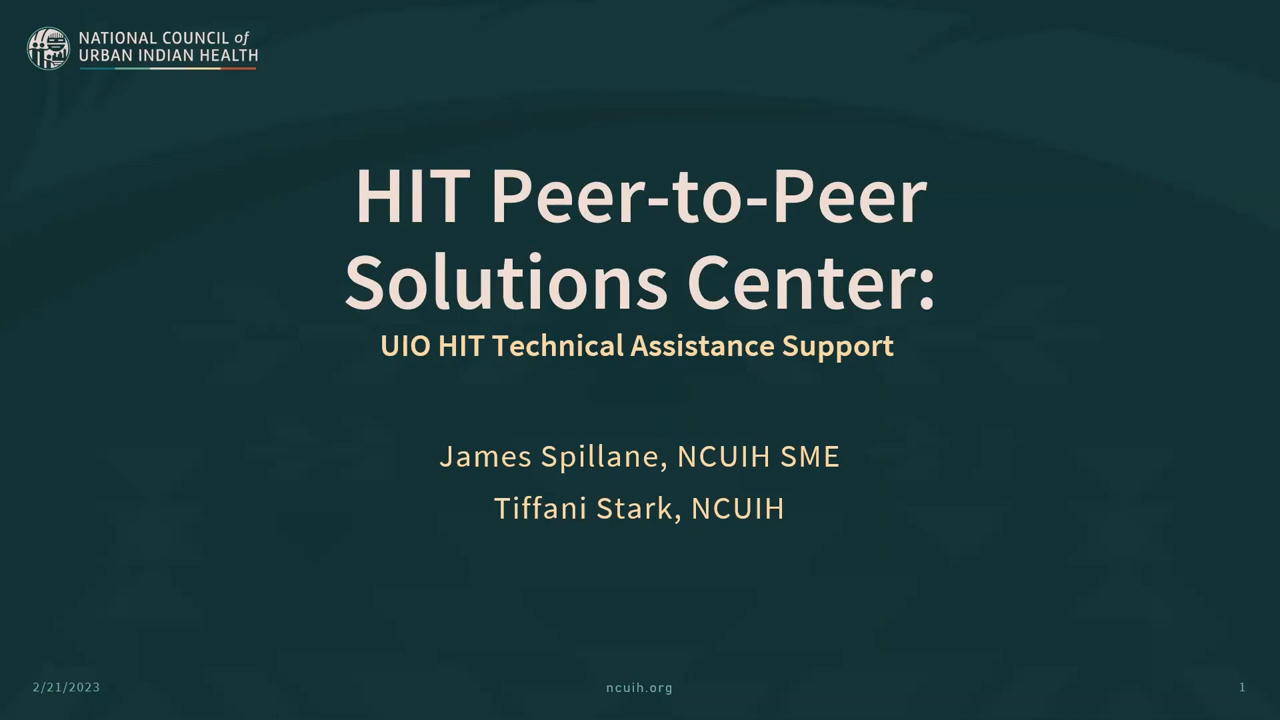 NATIONAL COUNCIL of
URBAN INDIAN HEALTH
HIT Peer-to-Peer
Solutions Center:
UIO HIT Technical Assistance Support
James Spillane, NCUIH SME
Tiffani Stark, NCUIH
2/21/2023
ncuih.org
1